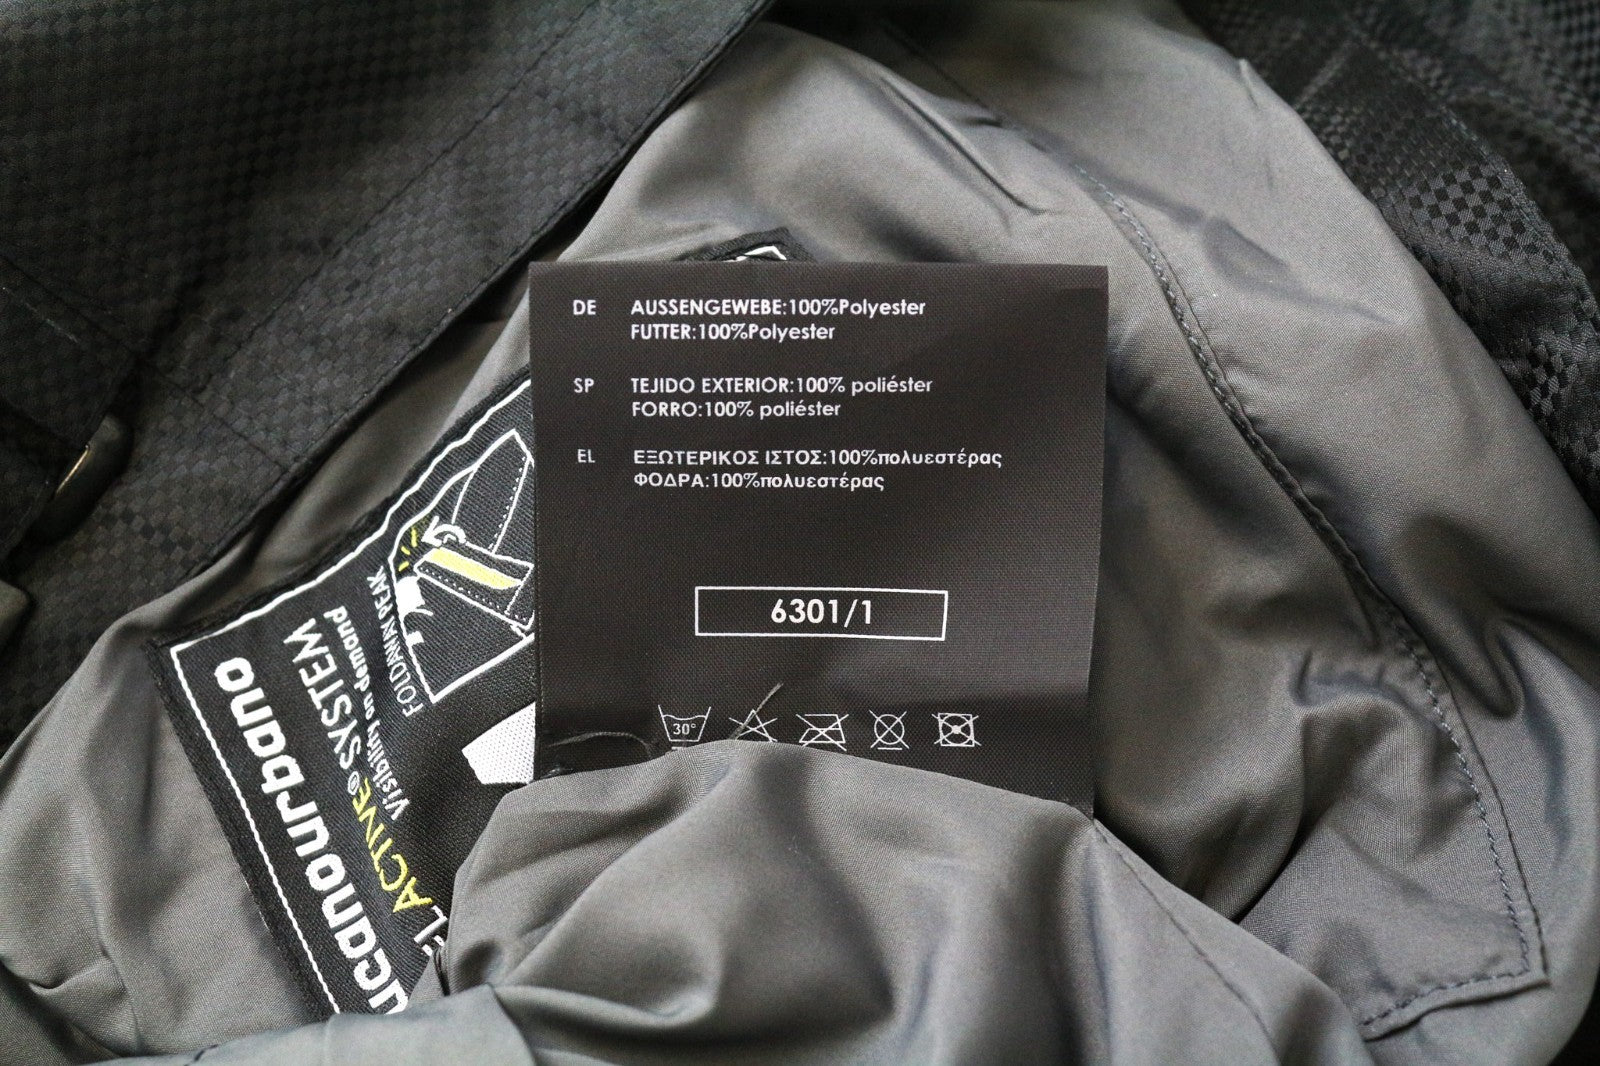 DE AUSSENGEWEBE:100%Polyester
FUTTER:100%Polyester
SP TEJIDO EXTERIOR:100% poliéster
FORRO:100% poliéster
EL ΕΞΩΤΕΡΙΚΟΣ ΙΣΤΟΣ:100%πολυεστέρας
ΦΟΔΡΑ:100%πολυεστέρας
6301/1
30°
FOLDAWAY PEAK
Visibility on demand
ACTIVE® SYSTEM
ucanourbano